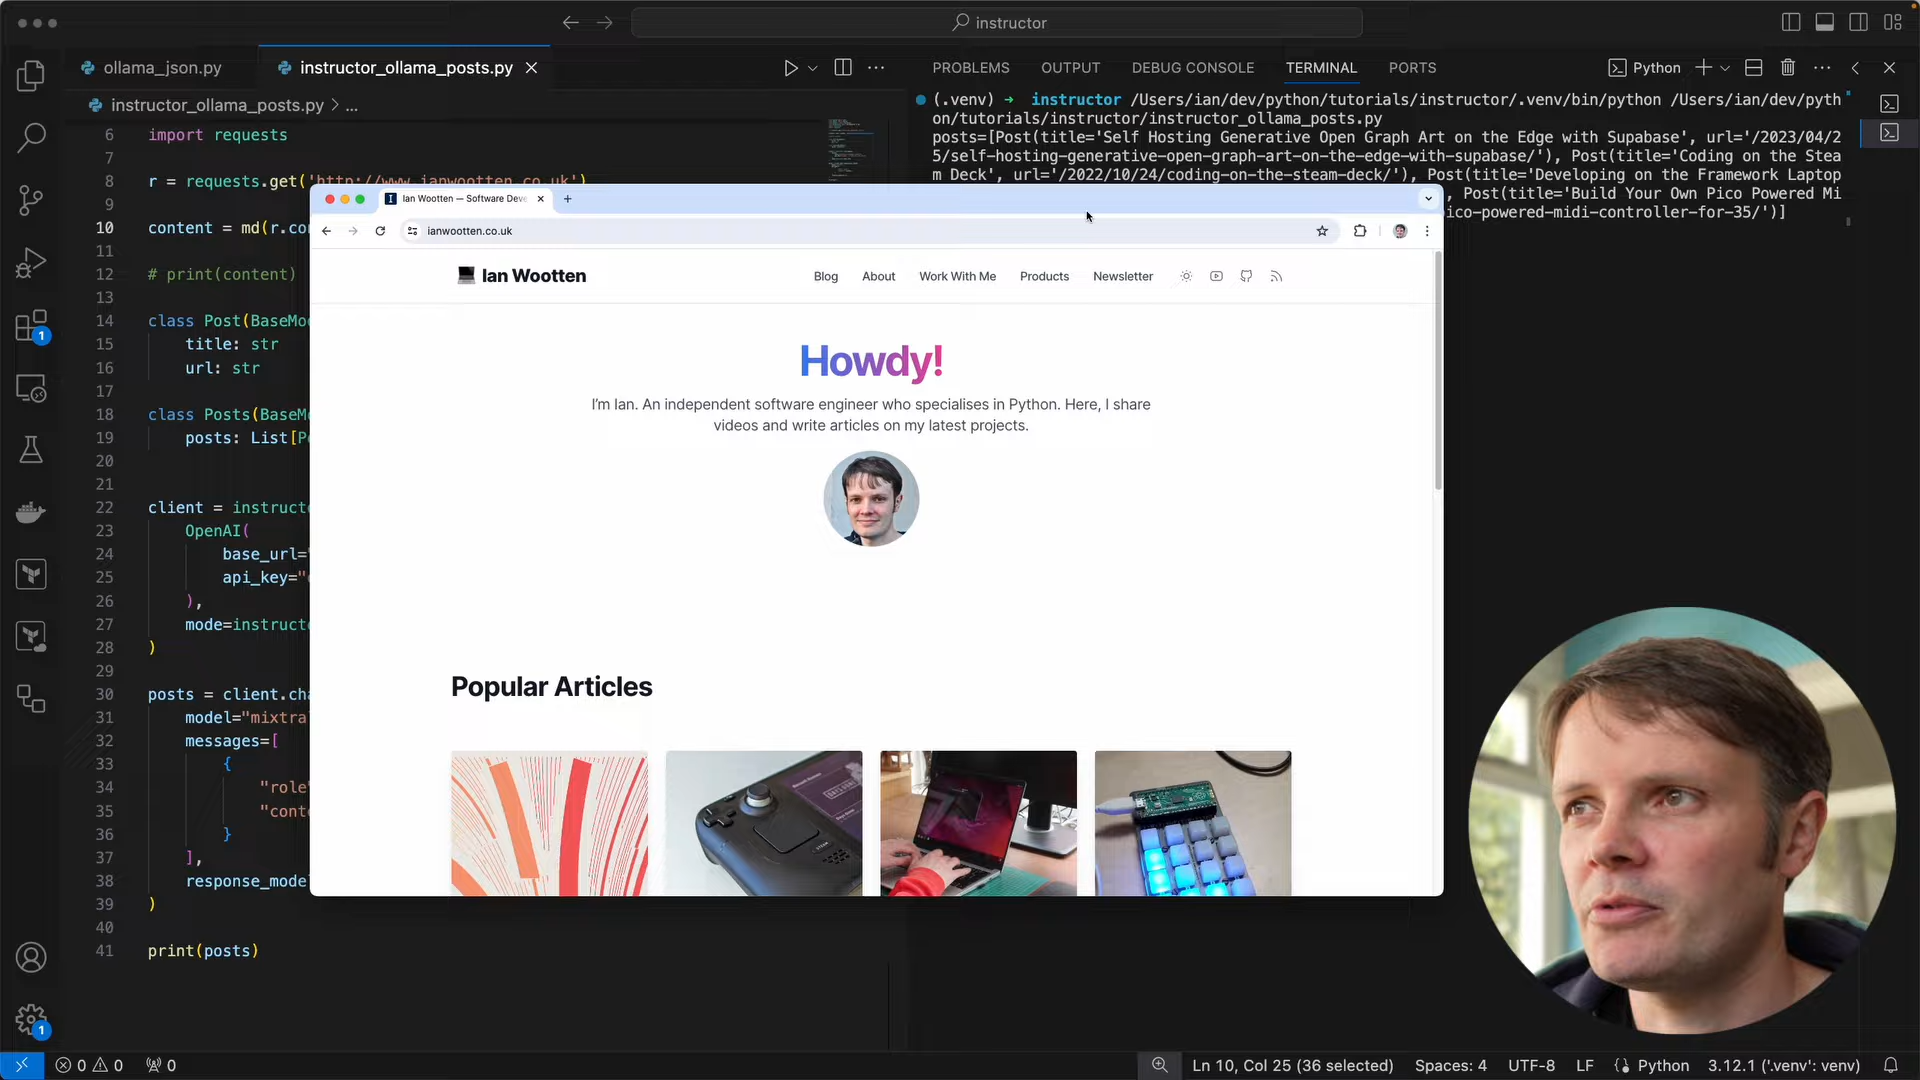 instructor
ollama_json.py
instructor_ollama_posts.py
PROBLEMS
OUTPUT
DEBUG CONSOLE
TERMINAL
PORTS
Python
instructor_ollama_posts.py > ...
6 import requests
7
8 r = requests.get('http://www.ianwootten.co.uk')
9
10 content = md(r.co
11
12 # print(content)
13
14 class Post(BaseMo
15 title: str
16 url: str
17
18 class Posts(BaseM
19 posts: List[P
20
21
22 client = instruct
23 OpenAI(
24 base_url="
25 api_key="
26 ),
27 mode=instruct
28 )
29
30 posts = client.cha
31 model="mixtra
32 messages=[
33 {
34 "role"
35 "conte
36 }
37 ],
38 response_mode
39 )
40
41 print(posts)
(.venv) → instructor /Users/ian/dev/python/tutorials/instructor/.venv/bin/python /Users/ian/dev/pyth
on/tutorials/instructor/instructor_ollama_posts.py
posts=[Post(title='Self Hosting Generative Open Graph Art on the Edge with Supabase', url='/2023/04/2
5/self-hosting-generative-open-graph-art-on-the-edge-with-supabase/'), Post(title='Coding on the Stea
m Deck', url='/2022/10/24/coding-on-the-steam-deck/'), Post(title='Developing on the Framework Laptop
, Post(title='Build Your Own Pico Powered Mi
ico-powered-midi-controller-for-35/')]
Ian Wootten — Software Deve
ianwootten.co.uk
Ian Wootten
Blog
About
Work With Me
Products
Newsletter
Howdy!
I'm Ian. An independent software engineer who specialises in Python. Here, I share
videos and write articles on my latest projects.
Popular Articles
1
1
0
0
0
Ln 10, Col 25 (36 selected)
Spaces: 4
UTF-8
LF
Python
3.12.1 ('.venv': venv)